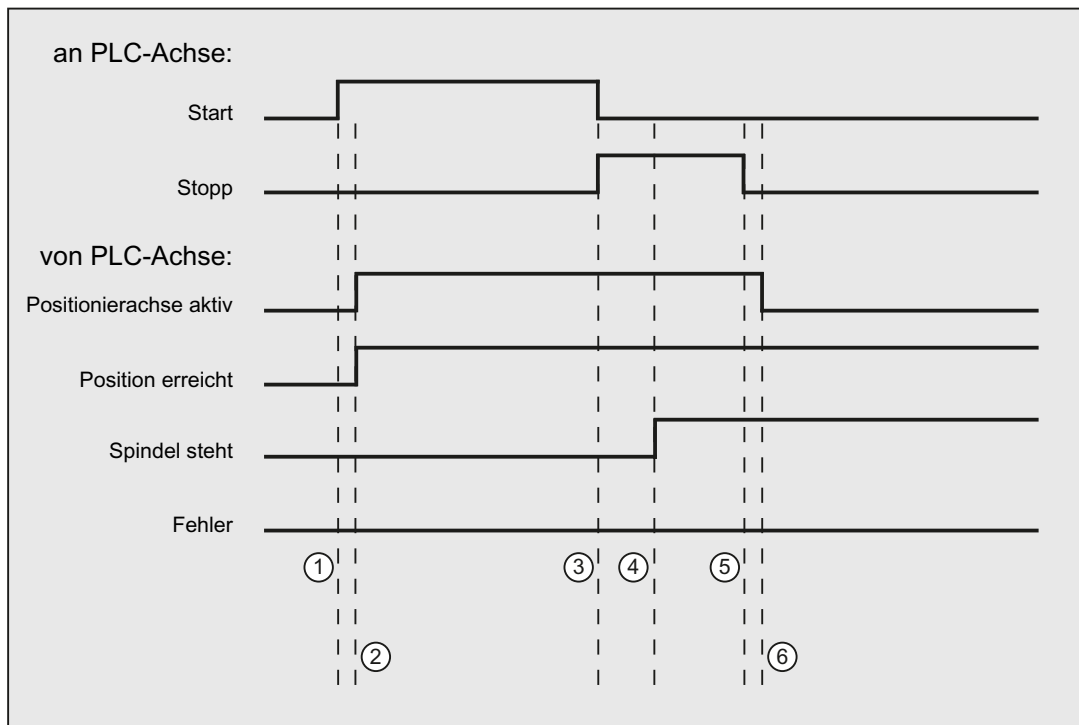 an PLC-Achse:
Start
Stopp
von PLC-Achse:
Positionierachse aktiv
Position erreicht
Spindel steht
Fehler
1 3 4 5
2 6